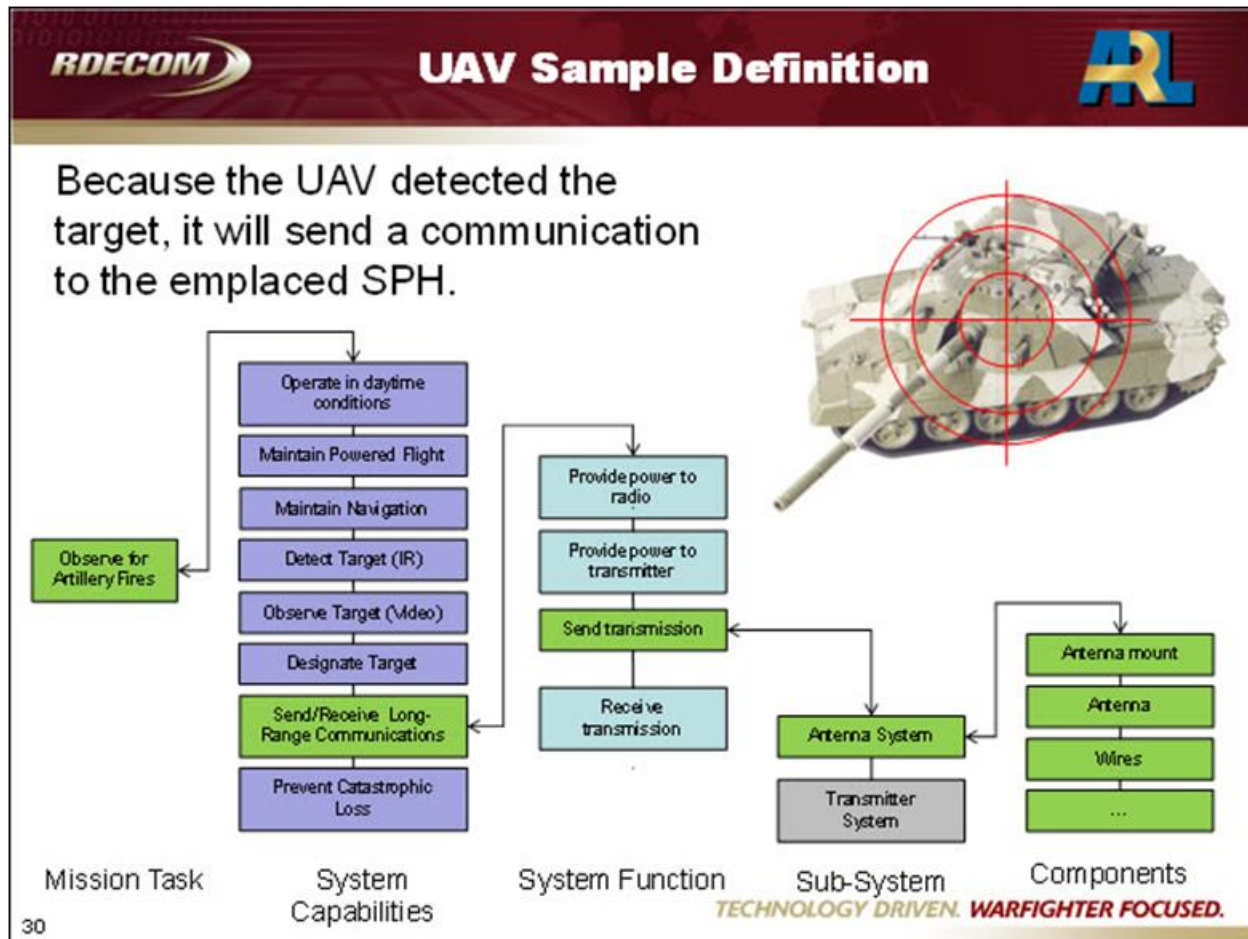 RDECOM
UAV Sample Definition
ARL
Because the UAV detected the
target, it will send a communication
to the emplaced SPH.
Observe for
Artillery Fires
Operate in daytime
conditions
Maintain Powered Flight
Maintain Navigation
Detect Target (IR)
Observe Target (Video)
Designate Target
Send/Receive Long-
Range Communications
Prevent Catastrophic
Loss
Provide power to
radio
Provide power to
transmitter
Send transmission
Receive
transmission
Antenna System
Transmitter
System
Antenna mount
Antenna
Wires
...
Mission Task
System
Capabilities
System Function
Sub-System
Components
TECHNOLOGY DRIVEN. WARFIGHTER FOCUSED.
30